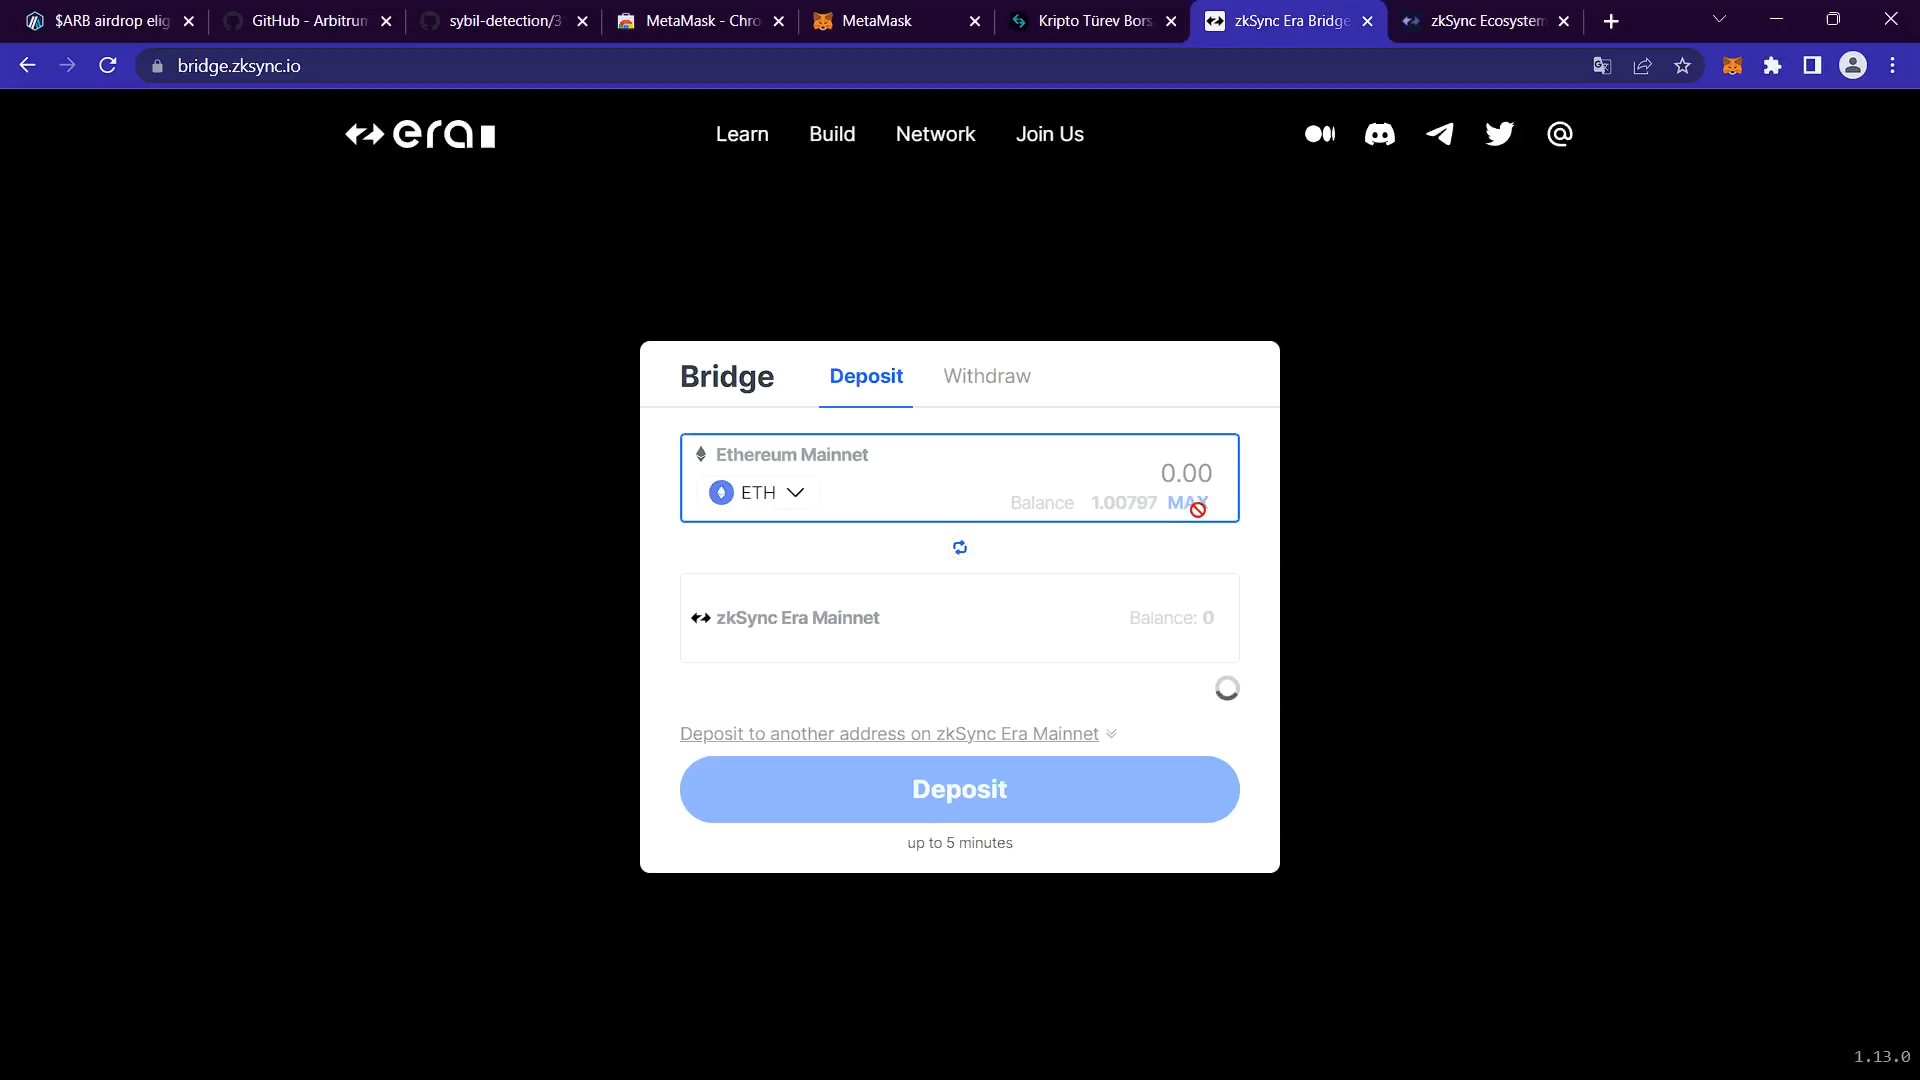 $ARB airdrop elig
GitHub - Arbitrum
sybil-detection/3
MetaMask - Chro
MetaMask
Kripto Türev Bors
zkSync Era Bridge
zkSync Ecosystem
bridge.zksync.io
era
Learn
Build
Network
Join Us
Bridge
Deposit
Withdraw
Ethereum Mainnet
0.00
ETH
Balance 1.00797 MAX
zkSync Era Mainnet
Balance: 0
Deposit to another address on zkSync Era Mainnet
Deposit
up to 5 minutes
1.13.0